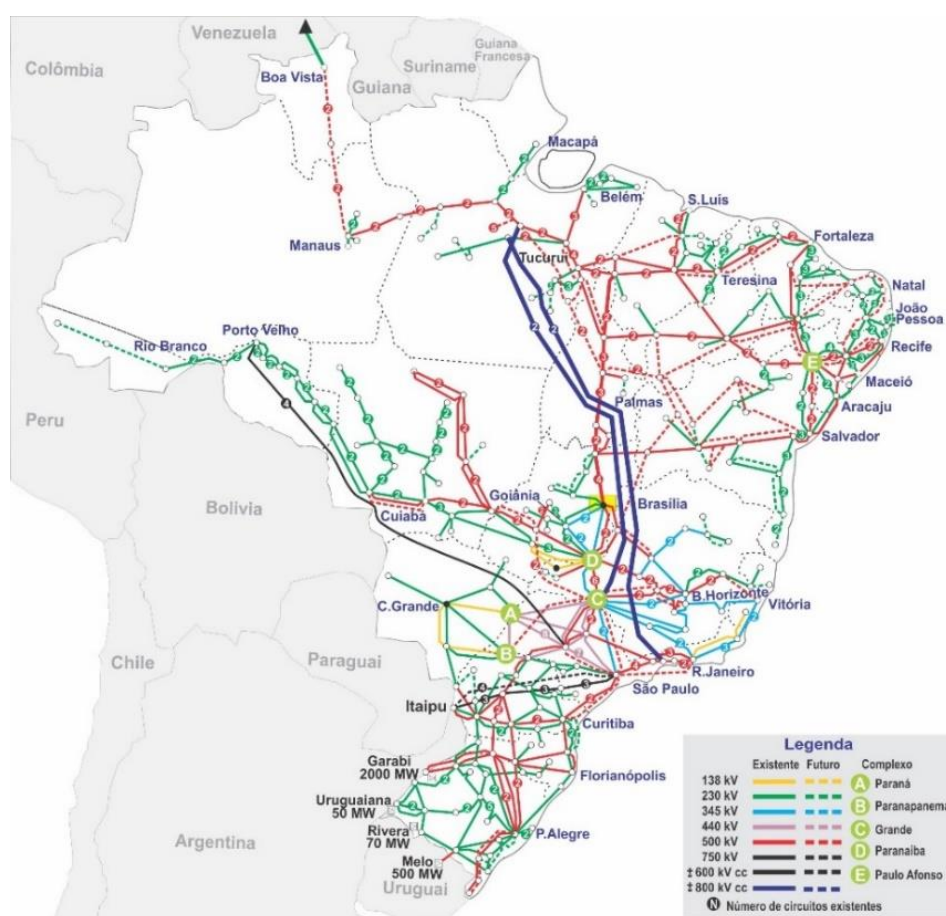 Venezuela
Guiana
Francesa
Suriname
Colômbia
Boa Vista
Guiana
Macapá
Belém
S.Luís
Manaus
Fortaleza
Tucuruí
Teresina
Natal
João
Pessoa
Porto Velho
Rio Branco
Recife
E
Maceió
Palmas
Aracaju
Peru
Salvador
Goiânia
Brasília
Bolívia
Cuiabá
D
B.Horizonte
Vitória
C.Grande
A
C
B
Chile
Paraguai
R.Janeiro
São Paulo
Itaipu
Curitiba
Garabi
2000 MW
Florianópolis
Uruguaiana
50 MW
Rivera
70 MW
P.Alegre
Argentina
Melo
500 MW
Uruguai
Legenda
Existente Futuro Complexo
138 kV A Paraná
230 kV
345 kV B Paranapanema
440 kV C Grande
500 kV
750 kV D Paranaíba
±600 kV cc
±800 kV cc E Paulo Afonso
N Número de circuitos existentes